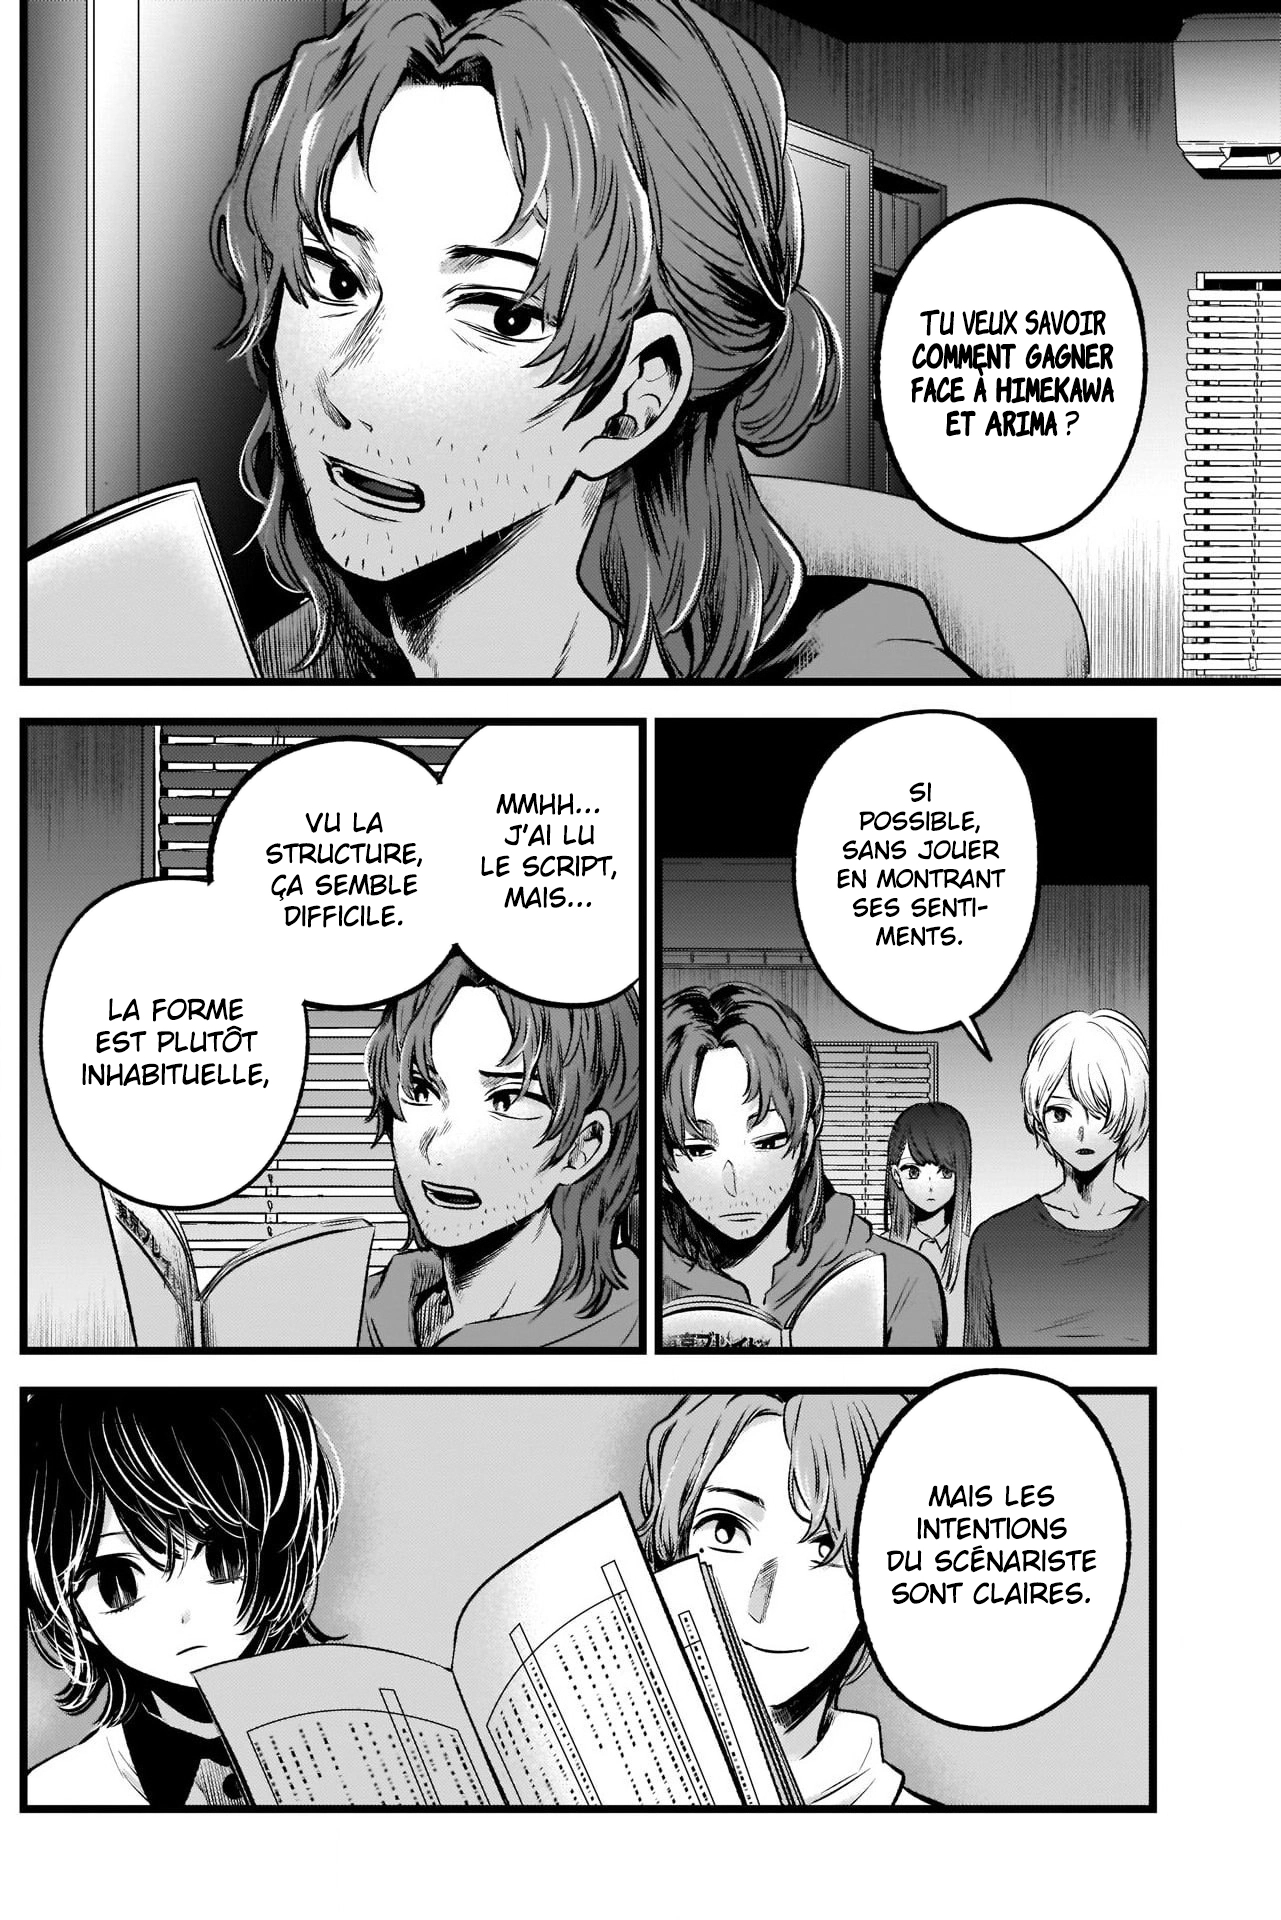 TU VEUX SAVOIR
COMMENT GAGNER
FACE À HIMEKAWA
ET ARIMA ?
SI
POSSIBLE,
SANS JOUER
EN MONTRANT
SES SENTI-
MENTS.
MMHH...
J'AI LU
LE SCRIPT,
MAIS...
VU LA
STRUCTURE,
ÇA SEMBLE
DIFFICILE.
LA FORME
EST PLUTÔT
INHABITUELLE,
MAIS LES
INTENTIONS
DU SCÉNARISTE
SONT CLAIRES.